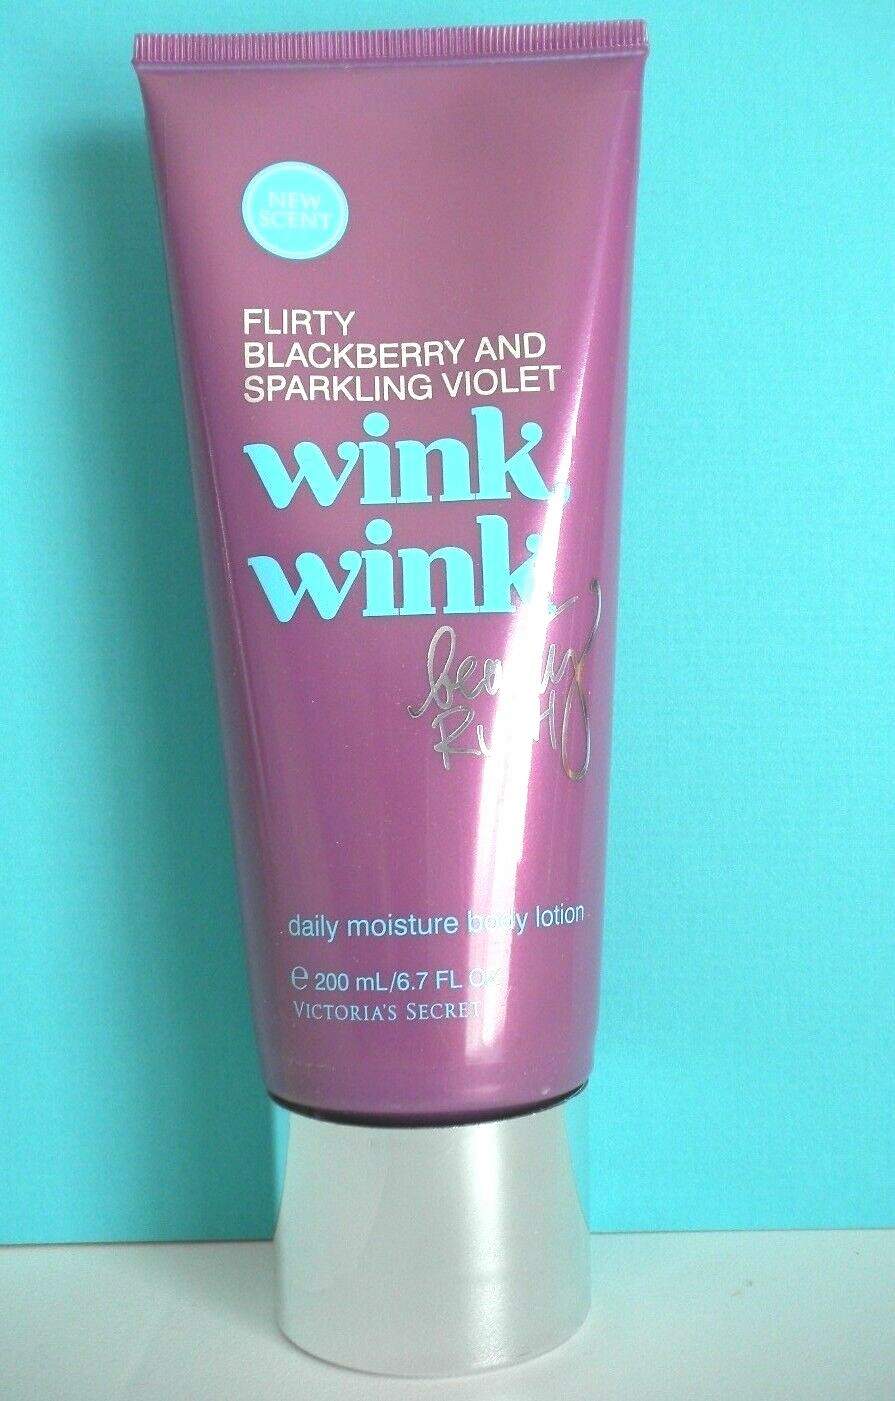 NEW
SCENT
FLIRTY
BLACKBERRY AND
SPARKLING VIOLET
wink,
wink.
beauty
RUSH
daily moisture body lotion
e 200 mL/6.7 FL OZ
VICTORIA'S SECRET